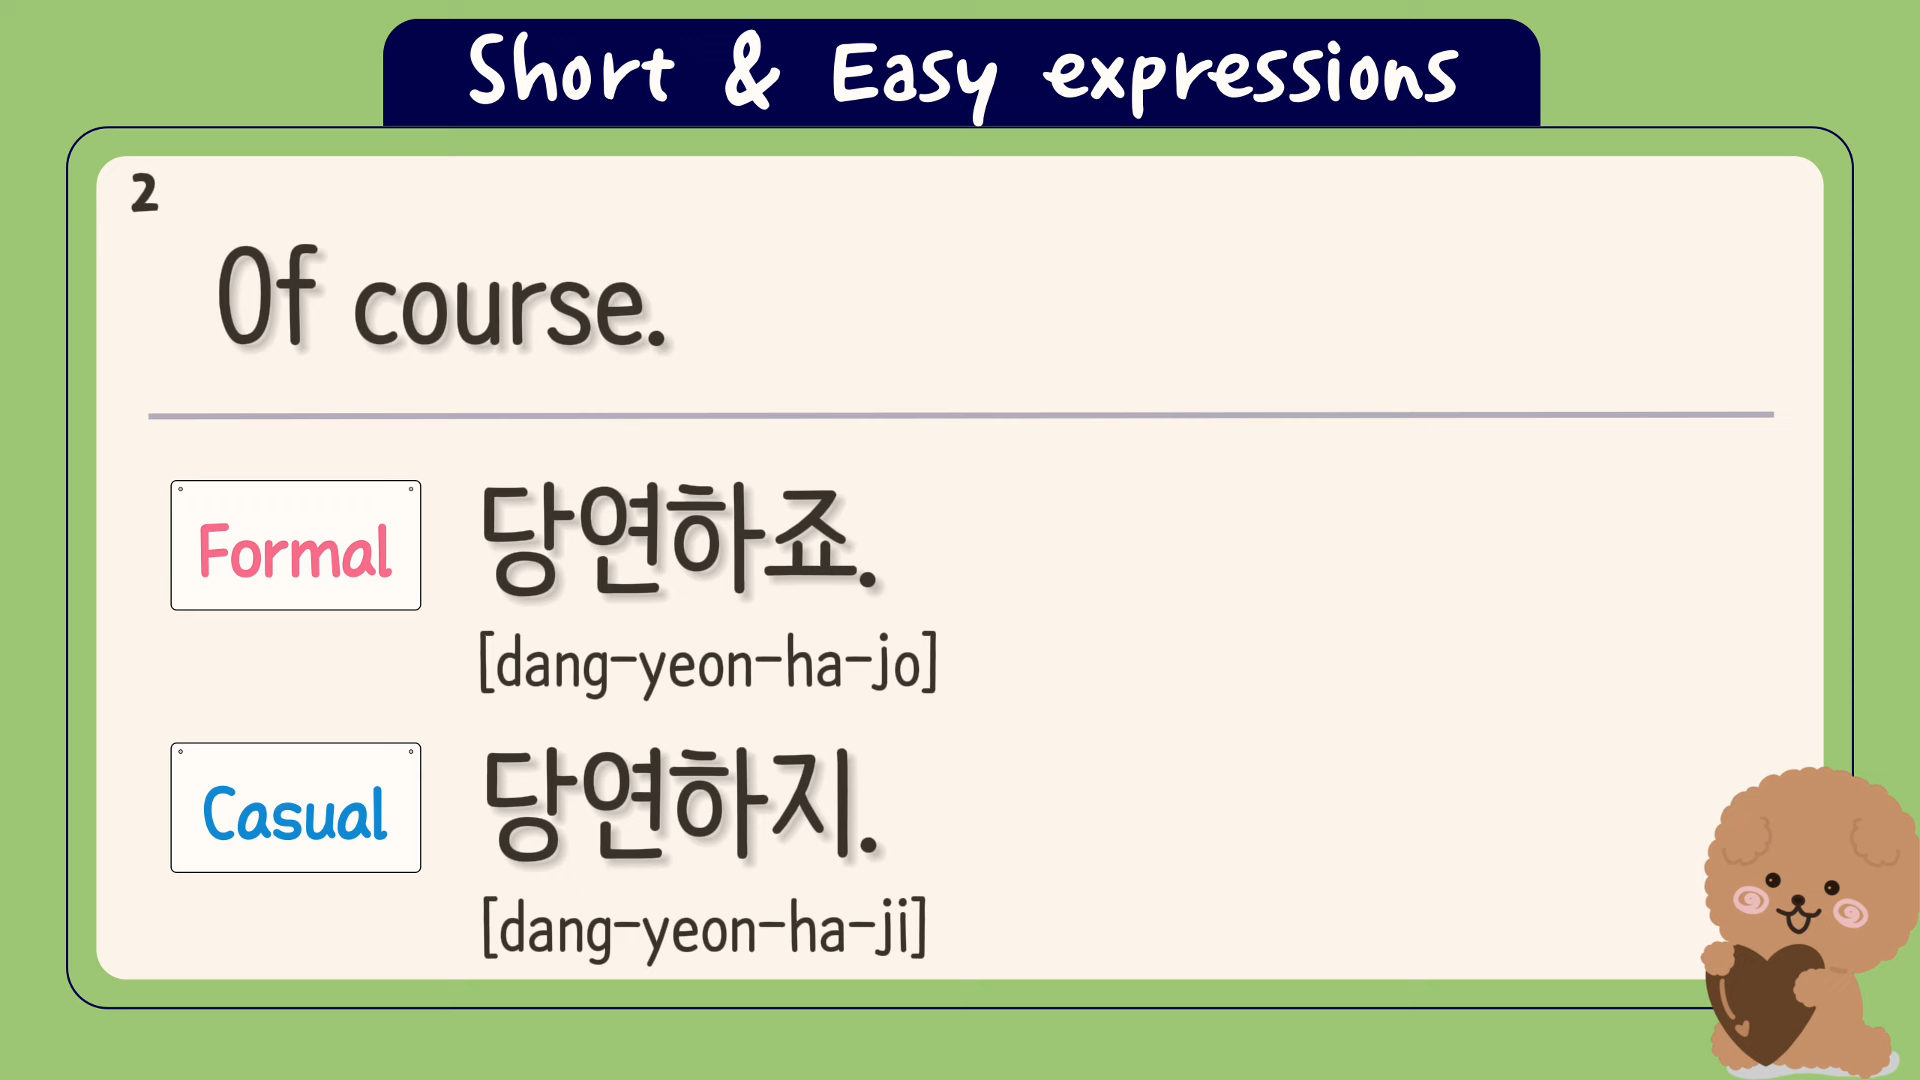 Short & Easy expressions
2
Of course.
Formal
당연하죠.
[dang-yeon-ha-jo]
Casual
당연하지.
[dang-yeon-ha-ji]